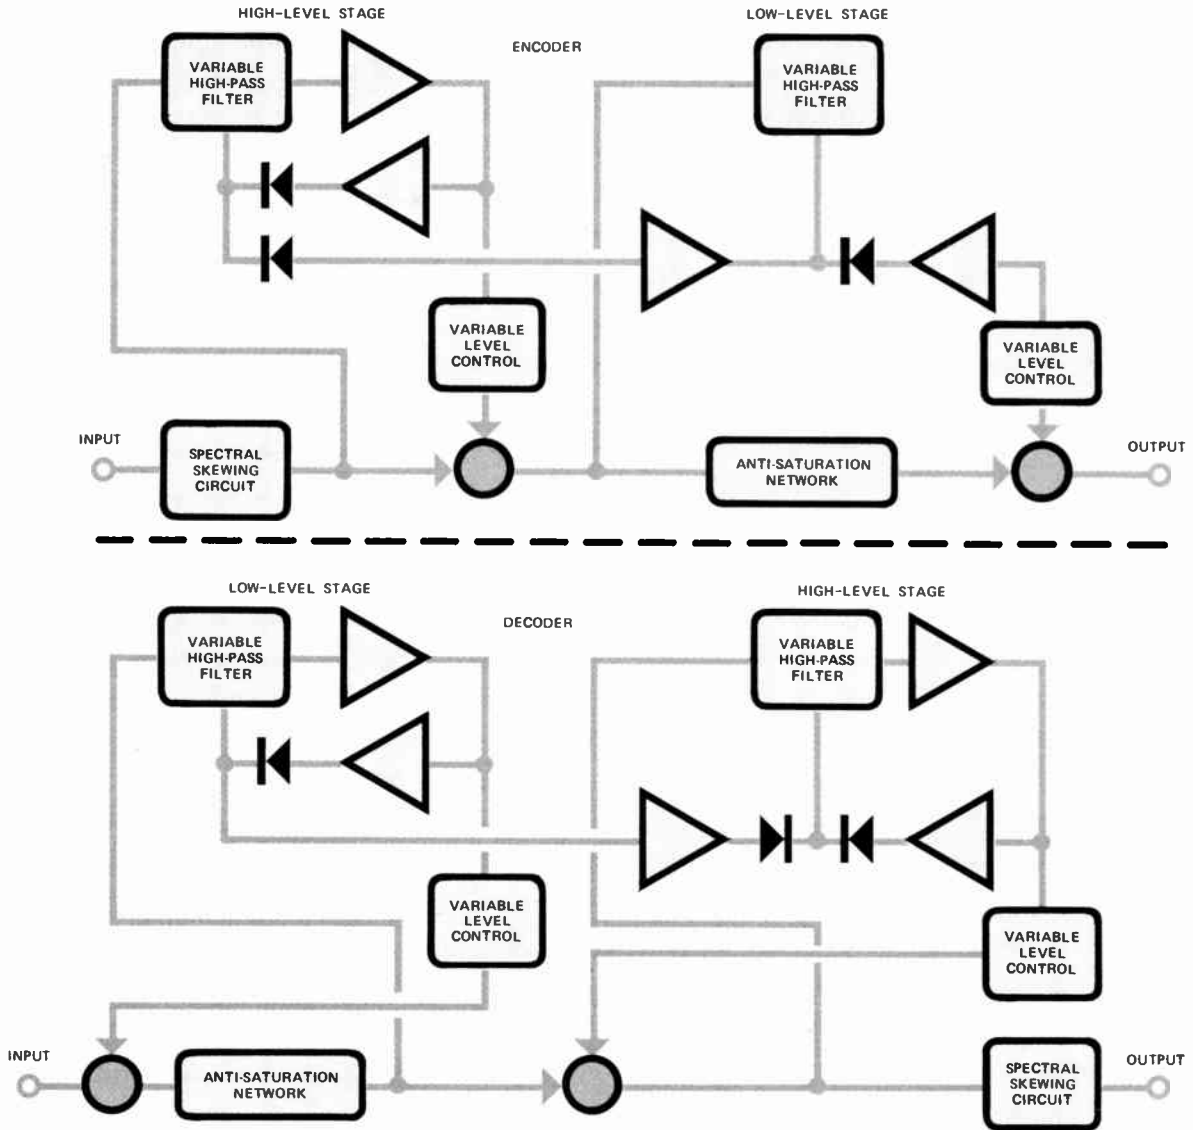 HIGH-LEVEL STAGE
LOW-LEVEL STAGE
ENCODER
VARIABLE
HIGH-PASS
FILTER
VARIABLE
HIGH-PASS
FILTER
VARIABLE
LEVEL
CONTROL
VARIABLE
LEVEL
CONTROL
INPUT
SPECTRAL
SKEWING
CIRCUIT
ANTI-SATURATION
NETWORK
OUTPUT
LOW-LEVEL STAGE
HIGH-LEVEL STAGE
DECODER
VARIABLE
HIGH-PASS
FILTER
VARIABLE
HIGH-PASS
FILTER
VARIABLE
LEVEL
CONTROL
VARIABLE
LEVEL
CONTROL
INPUT
ANTI-SATURATION
NETWORK
SPECTRAL
SKEWING
CIRCUIT
OUTPUT